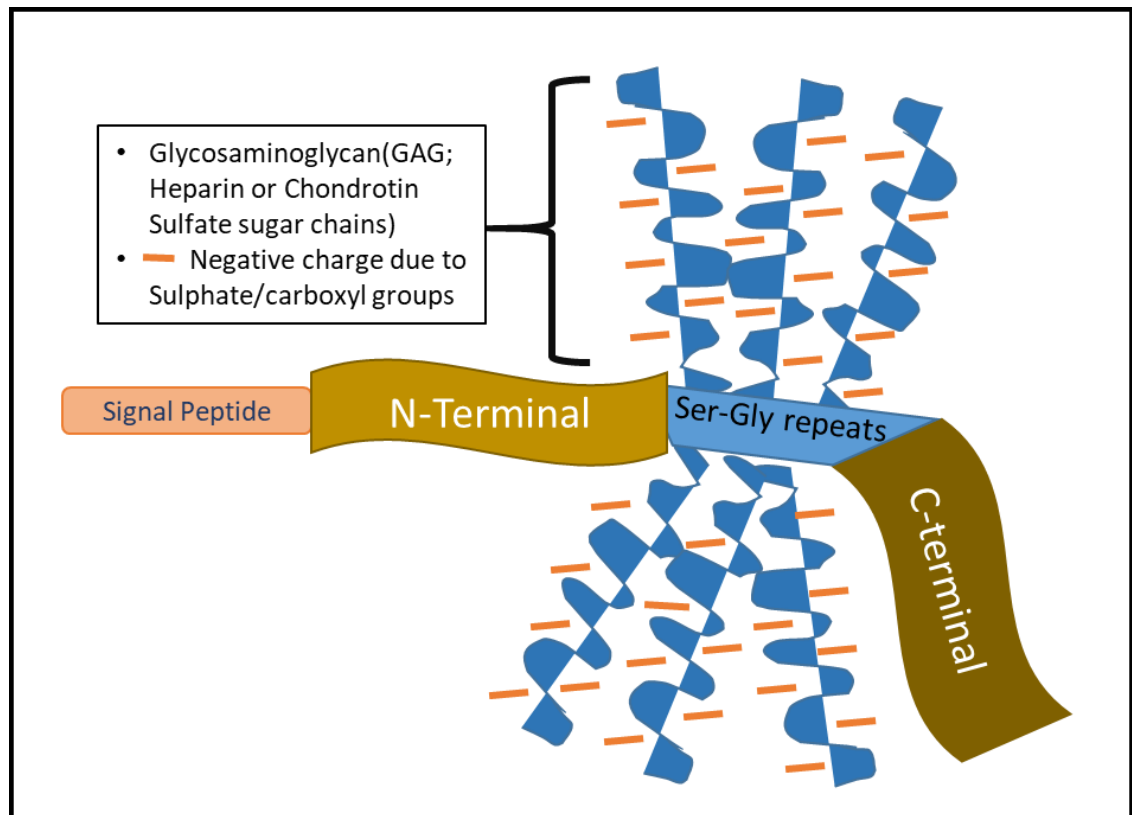 • Glycosaminoglycan(GAG;
Heparin or Chondrotin
Sulfate sugar chains)
• Negative charge due to
Sulphate/carboxyl groups
Signal Peptide
N-Terminal
Ser-Gly repeats
C-terminal